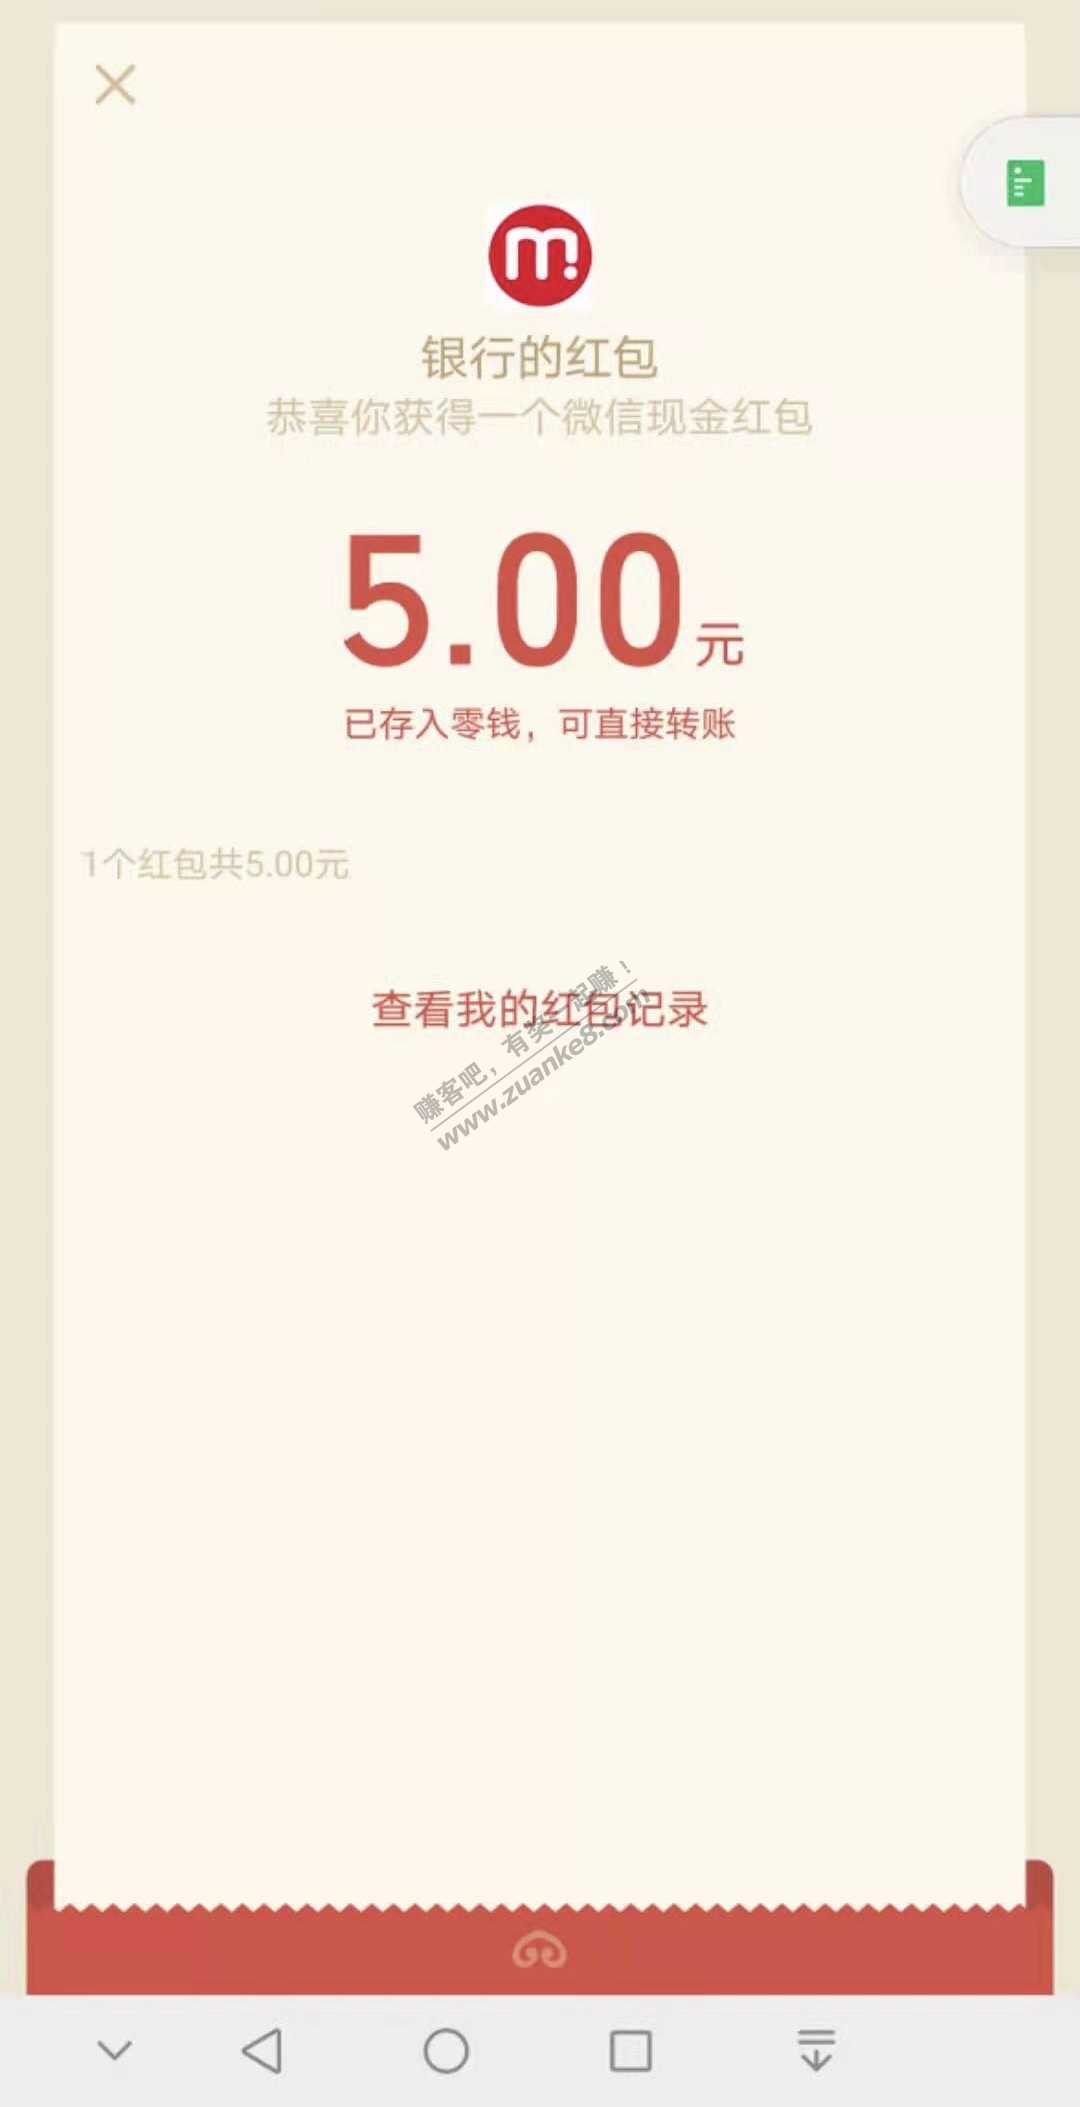 m!
银行的红包
恭喜你获得一个微信现金红包
5.00元
已存入零钱，可直接转账
1个红包共5.00元
查看我的红包记录
赚客吧，有奖一起赚！
www.zuanke8.com